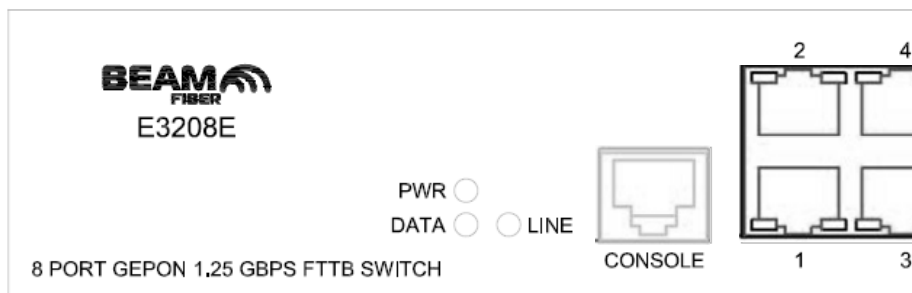 2 4
BEAM
FIBER
E3208E
PWR
DATA LINE
CONSOLE
8 PORT GEPON 1.25 GBPS FTTB SWITCH
1 3